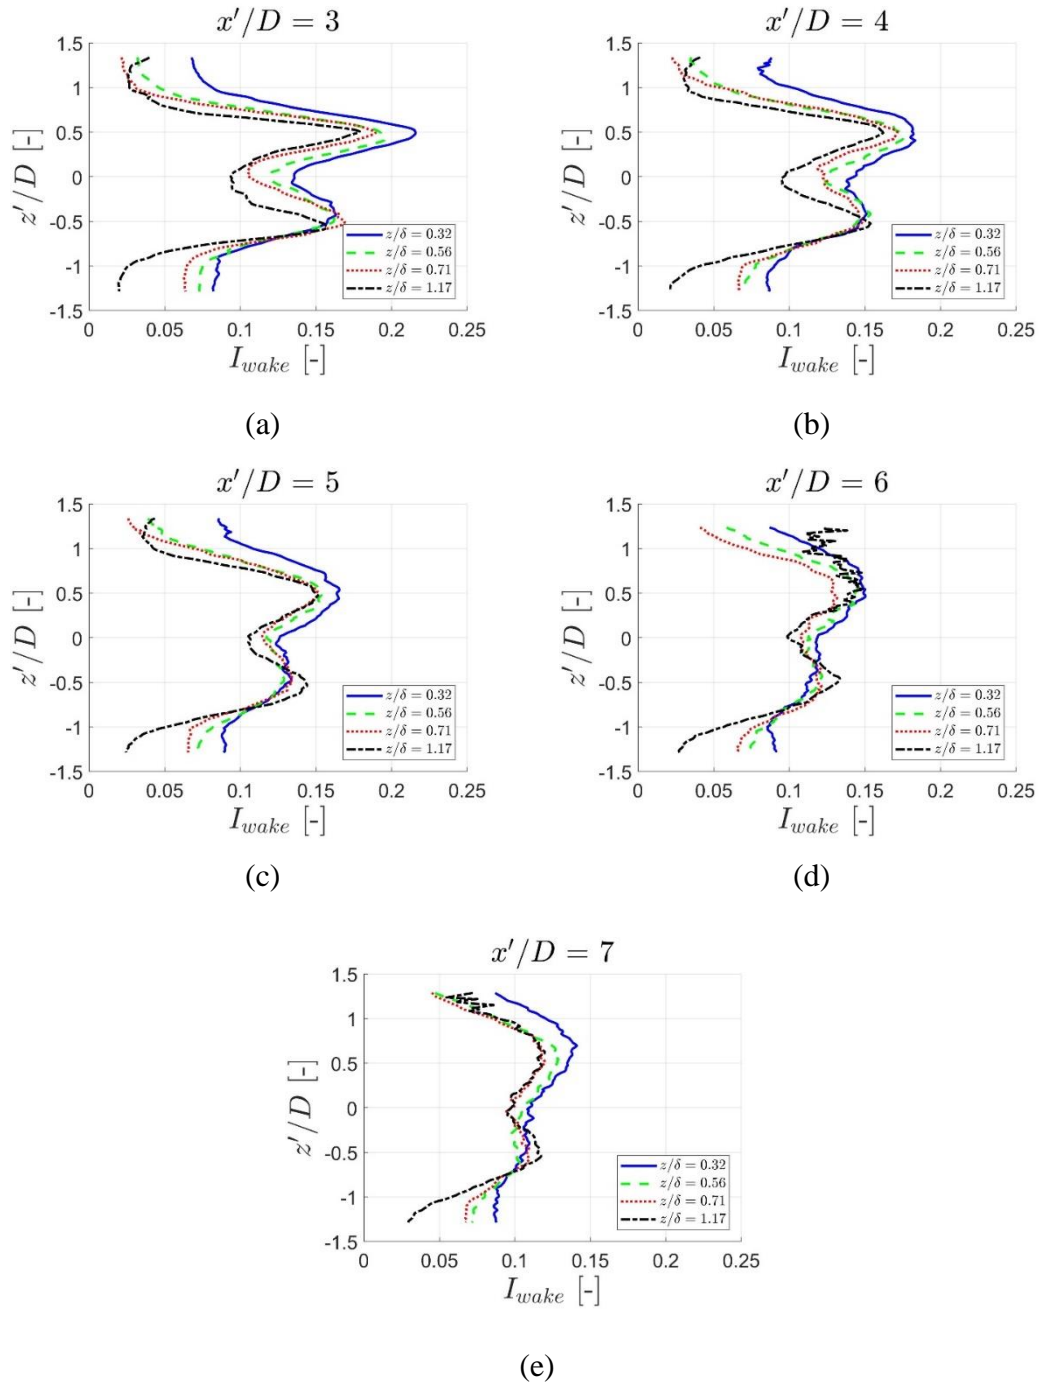 x′/D = 3
1.5
1
0.5
0
-0.5
-1
-1.5
z′/D [-]
z/δ = 0.32
z/δ = 0.56
z/δ = 0.71
z/δ = 1.17
0 0.05 0.1 0.15 0.2 0.25
I_wake [-]
(a)
x′/D = 4
1.5
1
0.5
0
-0.5
-1
-1.5
z′/D [-]
z/δ = 0.32
z/δ = 0.56
z/δ = 0.71
z/δ = 1.17
0 0.05 0.1 0.15 0.2 0.25
I_wake [-]
(b)
x′/D = 5
1.5
1
0.5
0
-0.5
-1
-1.5
z′/D [-]
z/δ = 0.32
z/δ = 0.56
z/δ = 0.71
z/δ = 1.17
0 0.05 0.1 0.15 0.2 0.25
I_wake [-]
(c)
x′/D = 6
1.5
1
0.5
0
-0.5
-1
-1.5
z′/D [-]
z/δ = 0.32
z/δ = 0.56
z/δ = 0.71
z/δ = 1.17
0 0.05 0.1 0.15 0.2 0.25
I_wake [-]
(d)
x′/D = 7
1.5
1
0.5
0
-0.5
-1
-1.5
z′/D [-]
z/δ = 0.32
z/δ = 0.56
z/δ = 0.71
z/δ = 1.17
0 0.05 0.1 0.15 0.2 0.25
I_wake [-]
(e)